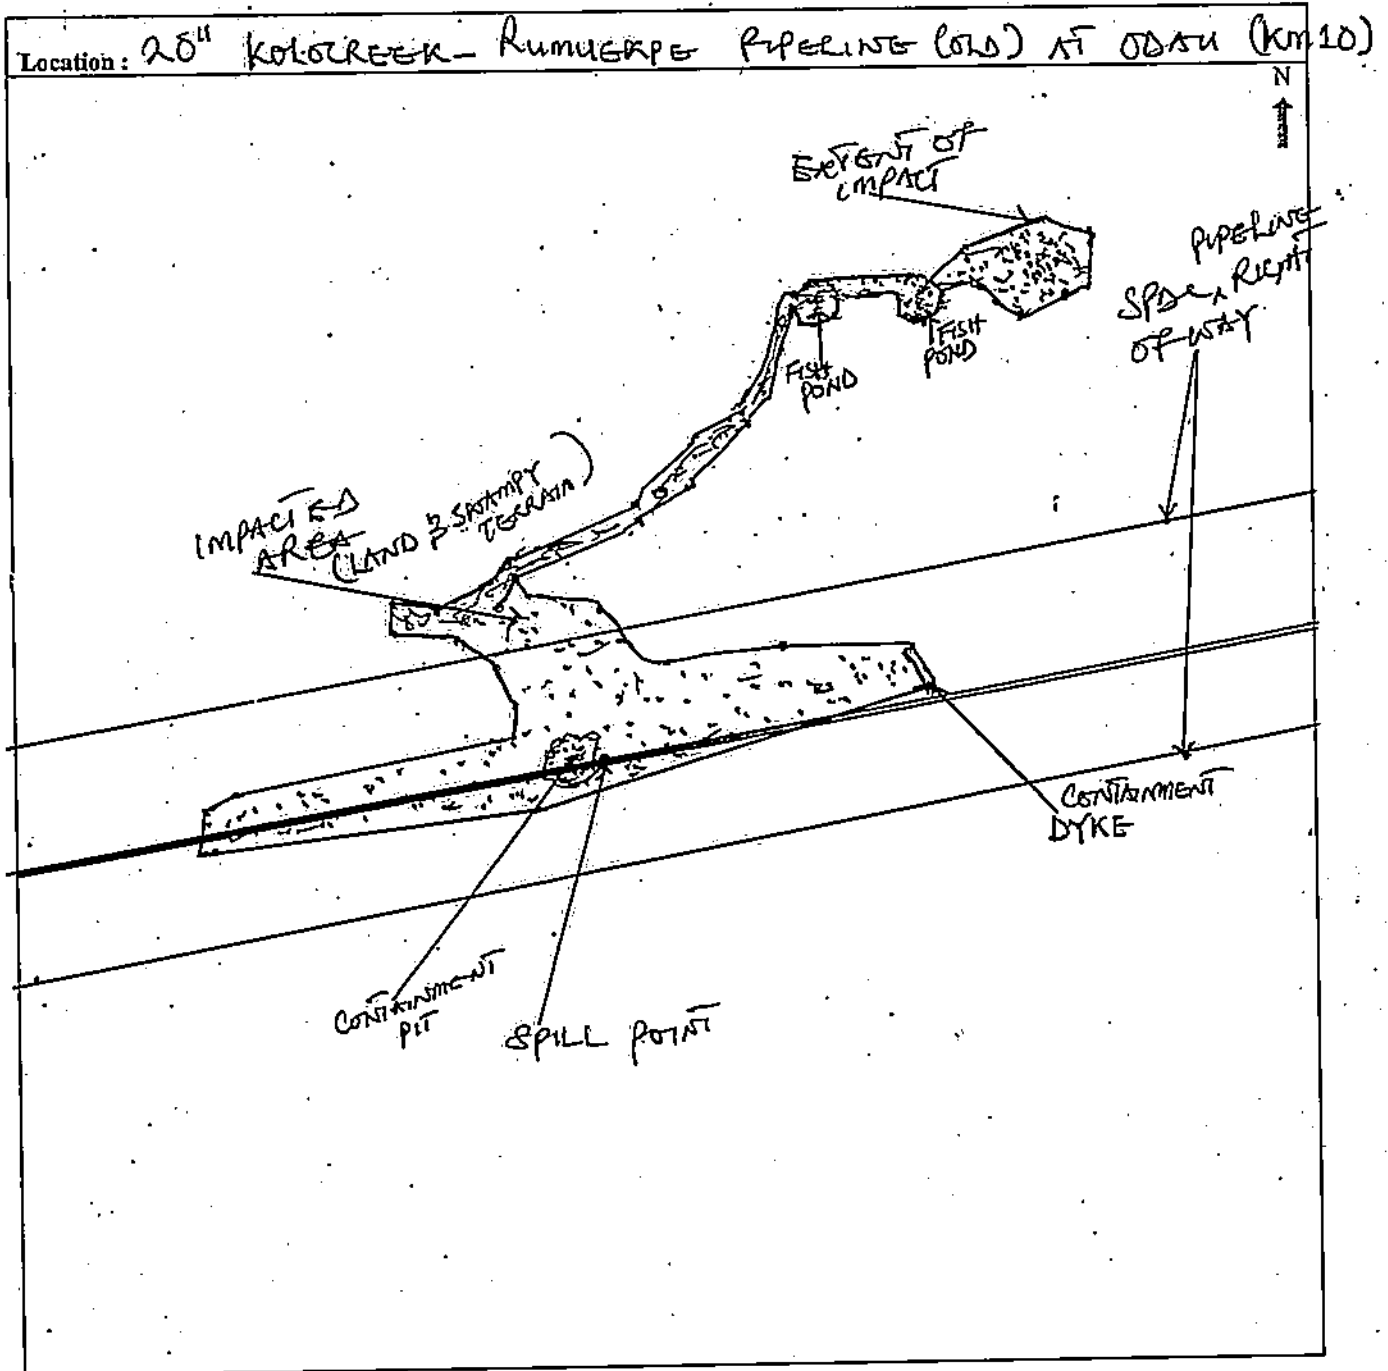 Location: 20" KOLOCREEK - RUMUEKPE PIPELINE (OLD) AT ODAU (KM 10)
N
EXTENT OF
IMPACT
PIPELINE
SPDC, RIGHT
OF WAY
FISH
POND
FISH
POND
IMPACTED
AREA
(LAND & SWAMPY
TERRAIN)
CONTAINMENT
DYKE
CONTAINMENT
PIT
SPILL POINT